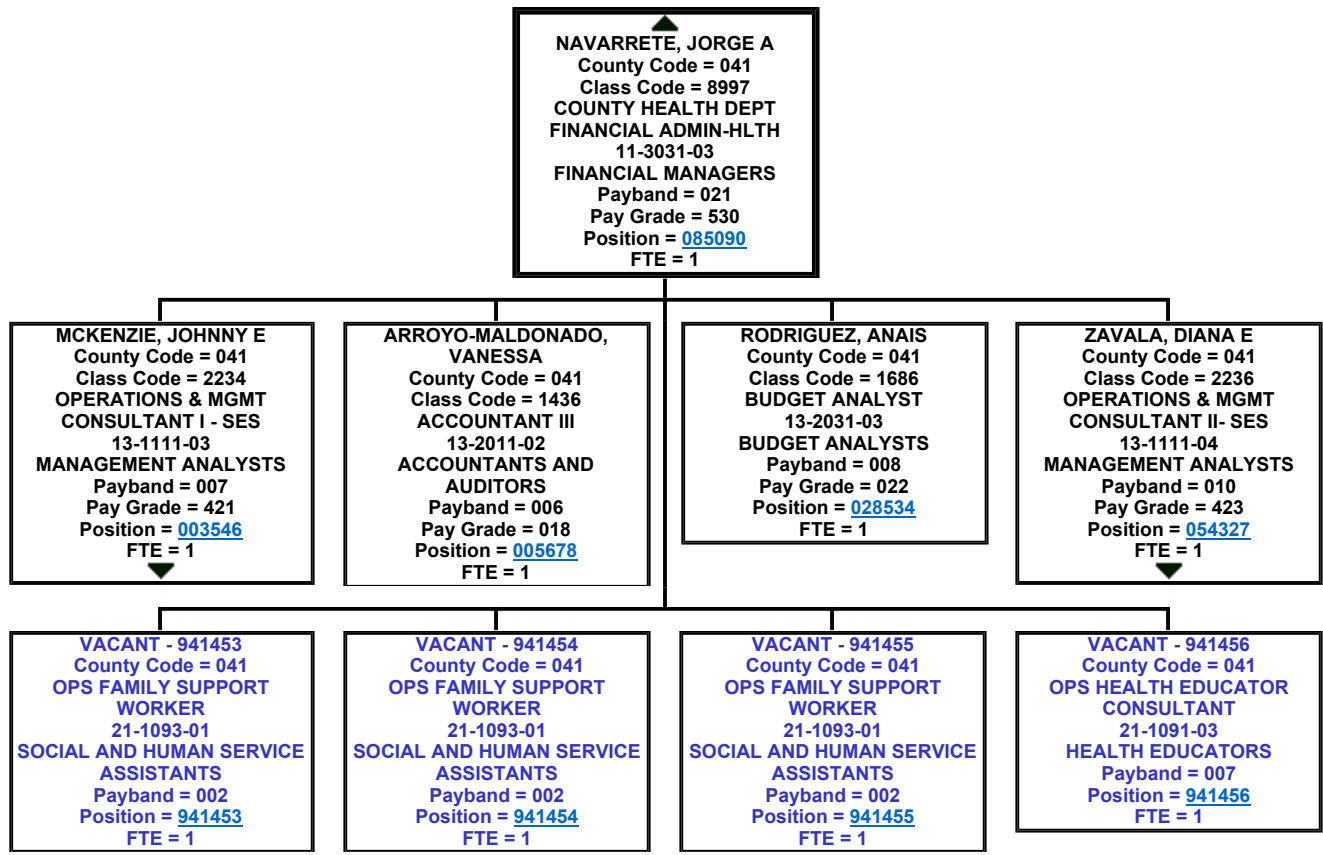 NAVARRETE, JORGE A
County Code = 041
Class Code = 8997
COUNTY HEALTH DEPT
FINANCIAL ADMIN-HLTH
11-3031-03
FINANCIAL MANAGERS
Payband = 021
Pay Grade = 530
Position = 085090
FTE = 1
MCKENZIE, JOHNNY E
County Code = 041
Class Code = 2234
OPERATIONS & MGMT
CONSULTANT I - SES
13-1111-03
MANAGEMENT ANALYSTS
Payband = 007
Pay Grade = 421
Position = 003546
FTE = 1
ARROYO-MALDONADO,
VANESSA
County Code = 041
Class Code = 1436
ACCOUNTANT III
13-2011-02
ACCOUNTANTS AND
AUDITORS
Payband = 006
Pay Grade = 018
Position = 005678
FTE = 1
RODRIGUEZ, ANAIS
County Code = 041
Class Code = 1686
BUDGET ANALYST
13-2031-03
BUDGET ANALYSTS
Payband = 008
Pay Grade = 022
Position = 028534
FTE = 1
ZAVALA, DIANA E
County Code = 041
Class Code = 2236
OPERATIONS & MGMT
CONSULTANT II- SES
13-1111-04
MANAGEMENT ANALYSTS
Payband = 010
Pay Grade = 423
Position = 054327
FTE = 1
VACANT - 941453
County Code = 041
OPS FAMILY SUPPORT
WORKER
21-1093-01
SOCIAL AND HUMAN SERVICE
ASSISTANTS
Payband = 002
Position = 941453
FTE = 1
VACANT - 941454
County Code = 041
OPS FAMILY SUPPORT
WORKER
21-1093-01
SOCIAL AND HUMAN SERVICE
ASSISTANTS
Payband = 002
Position = 941454
FTE = 1
VACANT - 941455
County Code = 041
OPS FAMILY SUPPORT
WORKER
21-1093-01
SOCIAL AND HUMAN SERVICE
ASSISTANTS
Payband = 002
Position = 941455
FTE = 1
VACANT - 941456
County Code = 041
OPS HEALTH EDUCATOR
CONSULTANT
21-1091-03
HEALTH EDUCATORS
Payband = 007
Position = 941456
FTE = 1